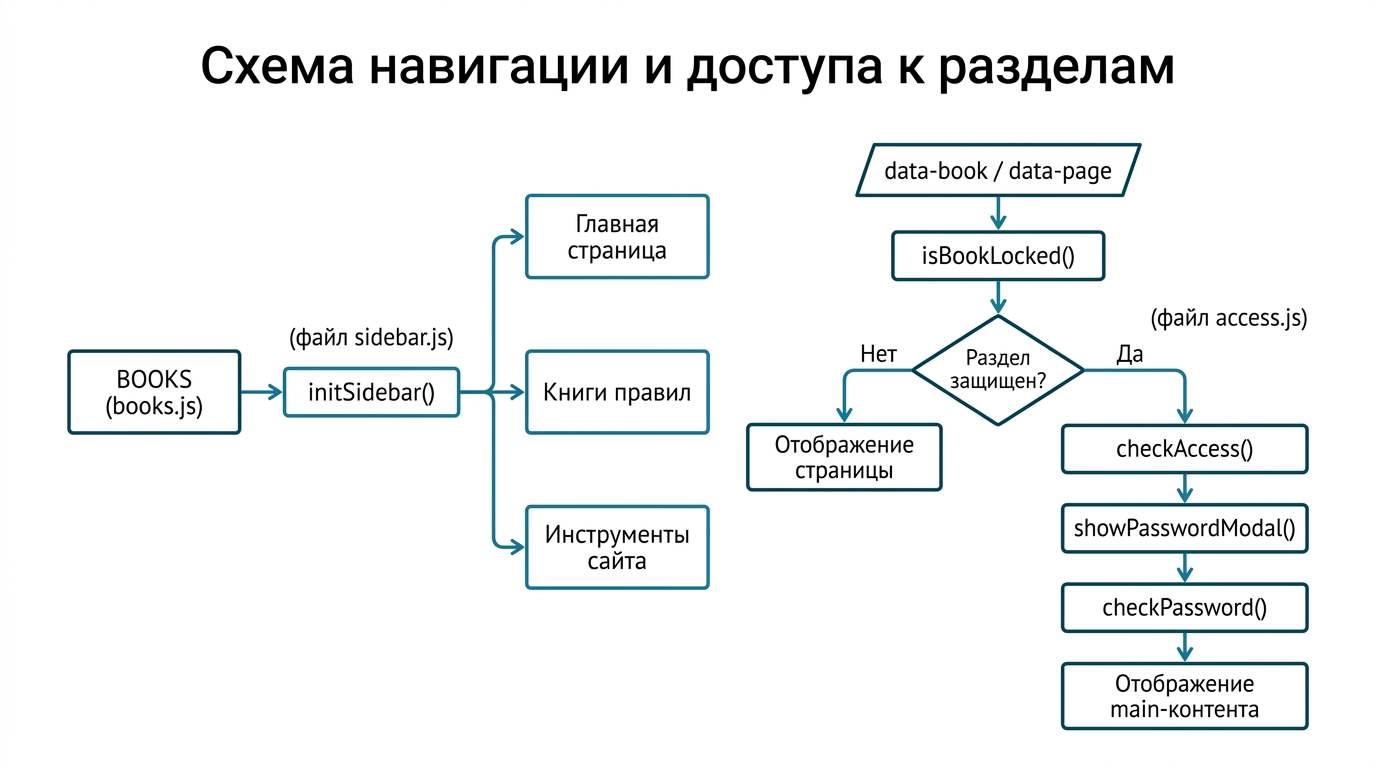 Схема навигации и доступа к разделам
BOOKS
(books.js)
(файл sidebar.js)
initSidebar()
Главная
страница
Книги правил
Инструменты
сайта
data-book / data-page
isBookLocked()
(файл access.js)
Раздел
защищен?
Нет
Да
Отображение
страницы
checkAccess()
showPasswordModal()
checkPassword()
Отображение
main-контента